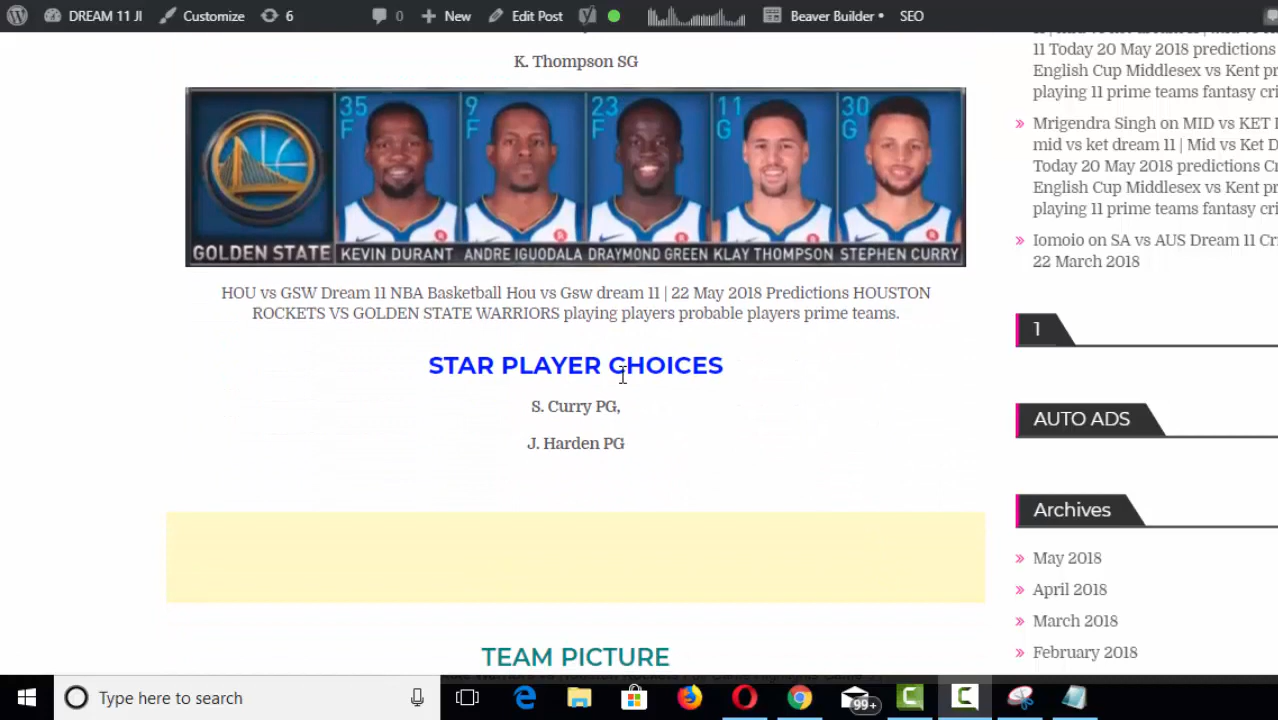 DREAM 11 JI Customize 6 0 New Edit Post Beaver Builder • SEO
K. Thompson SG
35 F 9 F 23 F 11 G 30 G
GOLDEN STATE KEVIN DURANT ANDRE IGUODALA DRAYMOND GREEN KLAY THOMPSON STEPHEN CURRY
HOU vs GSW Dream 11 NBA Basketball Hou vs Gsw dream 11 | 22 May 2018 Predictions HOUSTON
ROCKETS VS GOLDEN STATE WARRIORS playing players probable players prime teams.
STAR PLAYER CHOICES
S. Curry PG,
J. Harden PG
TEAM PICTURE
11 Today 20 May 2018 predictions
English Cup Middlesex vs Kent pr
playing 11 prime teams fantasy cri
» Mrigendra Singh on MID vs KET I
mid vs ket dream 11 | Mid vs Ket D
Today 20 May 2018 predictions Cr
English Cup Middlesex vs Kent pr
playing 11 prime teams fantasy cri
» Iomoio on SA vs AUS Dream 11 Cr
22 March 2018
1
AUTO ADS
Archives
» May 2018
» April 2018
» March 2018
» February 2018
Type here to search
99+